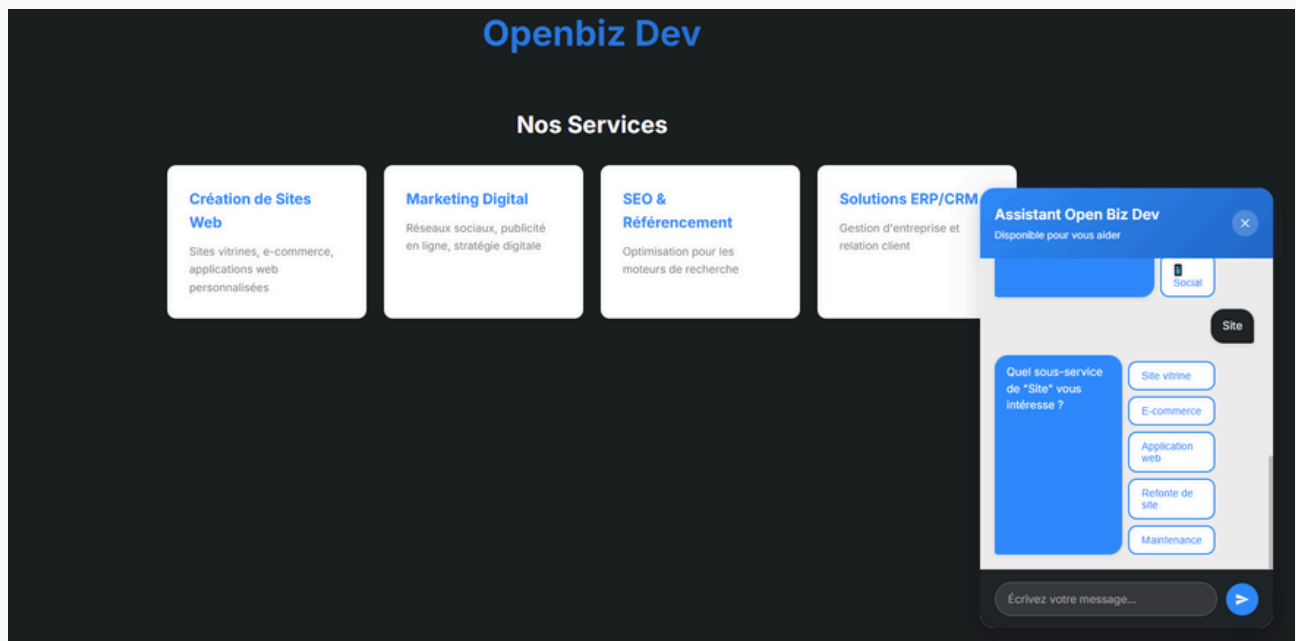 Openbiz Dev
Nos Services
Création de Sites
Web
Sites vitrines, e-commerce,
applications web
personnalisées
Marketing Digital
Réseaux sociaux, publicité
en ligne, stratégie digitale
SEO &
Référencement
Optimisation pour les
moteurs de recherche
Solutions ERP/CRM
Gestion d'entreprise et
relation client
Assistant Open Biz Dev
Disponible pour vous aider
Social
Site
Quel sous-service
de "Site" vous
intéresse ?
Site vitrine
E-commerce
Application
web
Refonte de
site
Maintenance
Écrivez votre message...